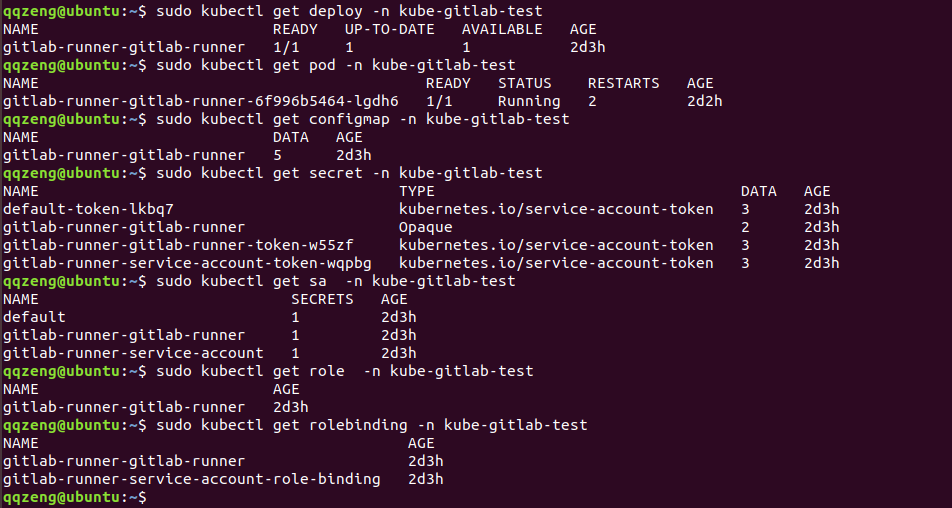 qqzeng@ubuntu:~$ sudo kubectl get deploy -n kube-gitlab-test
NAME                          READY   UP-TO-DATE   AVAILABLE   AGE
gitlab-runner-gitlab-runner   1/1     1            1           2d3h
qqzeng@ubuntu:~$ sudo kubectl get pod -n kube-gitlab-test
NAME                                           READY   STATUS    RESTARTS   AGE
gitlab-runner-gitlab-runner-6f996b5464-lgdh6   1/1     Running   2          2d2h
qqzeng@ubuntu:~$ sudo kubectl get configmap -n kube-gitlab-test
NAME                          DATA   AGE
gitlab-runner-gitlab-runner   5      2d3h
qqzeng@ubuntu:~$ sudo kubectl get secret -n kube-gitlab-test
NAME                                        TYPE                                  DATA   AGE
default-token-lkbq7                         kubernetes.io/service-account-token   3      2d3h
gitlab-runner-gitlab-runner                 Opaque                                2      2d3h
gitlab-runner-gitlab-runner-token-w55zf     kubernetes.io/service-account-token   3      2d3h
gitlab-runner-service-account-token-wqpbg   kubernetes.io/service-account-token   3      2d3h
qqzeng@ubuntu:~$ sudo kubectl get sa  -n kube-gitlab-test
NAME                            SECRETS   AGE
default                         1         2d3h
gitlab-runner-gitlab-runner     1         2d3h
gitlab-runner-service-account   1         2d3h
qqzeng@ubuntu:~$ sudo kubectl get role  -n kube-gitlab-test
NAME                          AGE
gitlab-runner-gitlab-runner   2d3h
qqzeng@ubuntu:~$ sudo kubectl get rolebinding -n kube-gitlab-test
NAME                                         AGE
gitlab-runner-gitlab-runner                  2d3h
gitlab-runner-service-account-role-binding   2d3h
qqzeng@ubuntu:~$